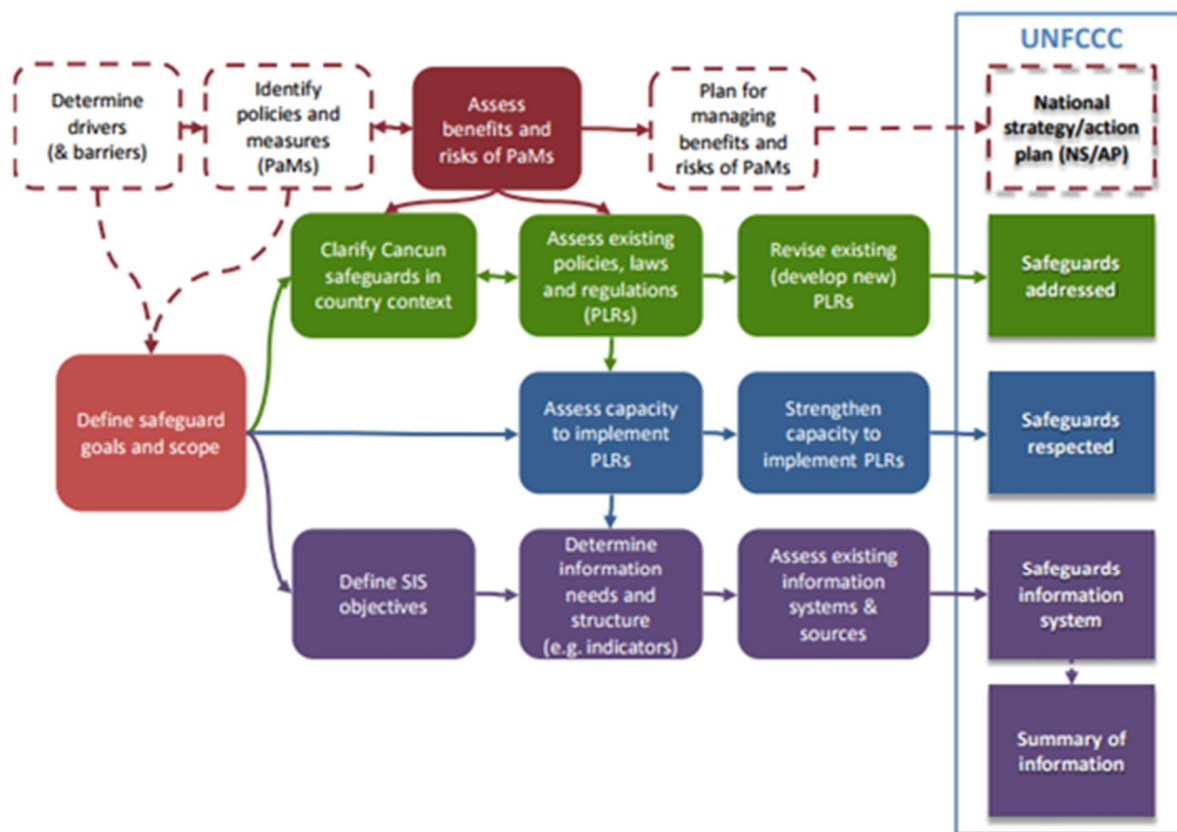 UNFCCC
Determine
drivers
(& barriers)
Identify
policies and
measures
(PaMs)
Assess
benefits and
risks of PaMs
Plan for
managing
benefits and
risks of PaMs
National
strategy/action
plan (NS/AP)
Clarify Cancun
safeguards in
country context
Assess existing
policies, laws
and regulations
(PLRs)
Revise existing
(develop new)
PLRs
Safeguards
addressed
Define safeguard
goals and scope
Assess capacity
to implement
PLRs
Strengthen
capacity to
implement PLRs
Safeguards
respected
Define SIS
objectives
Determine
information
needs and
structure
(e.g. indicators)
Assess existing
information
systems &
sources
Safeguards
information
system
Summary of
information